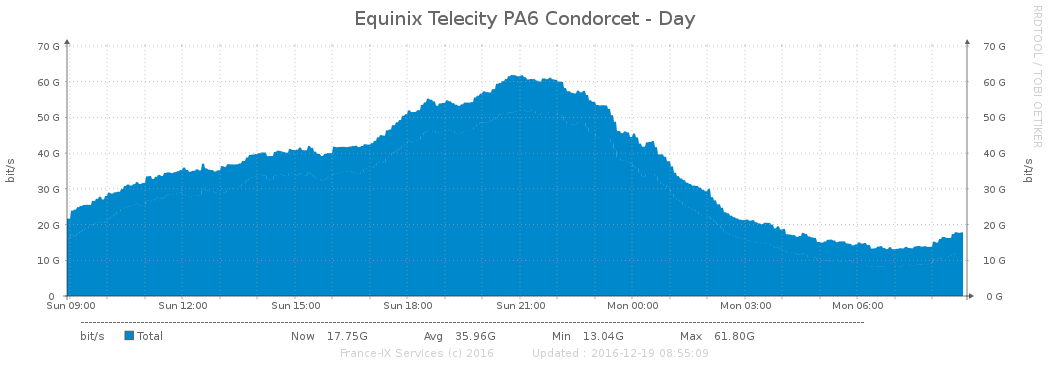 Equinix Telecity PA6 Condorcet - Day
RRDTOOL / TOBI OETIKER
bit/s
bit/s
70 G 70 G
60 G 60 G
50 G 50 G
40 G 40 G
30 G 30 G
20 G 20 G
10 G 10 G
0 0 G
Sun 09:00 Sun 12:00 Sun 15:00 Sun 18:00 Sun 21:00 Mon 00:00 Mon 03:00 Mon 06:00
bit/s Total Now 17.75G Avg 35.96G Min 13.04G Max 61.80G
France-IX Services (c) 2016 Updated : 2016-12-19 08:55:09